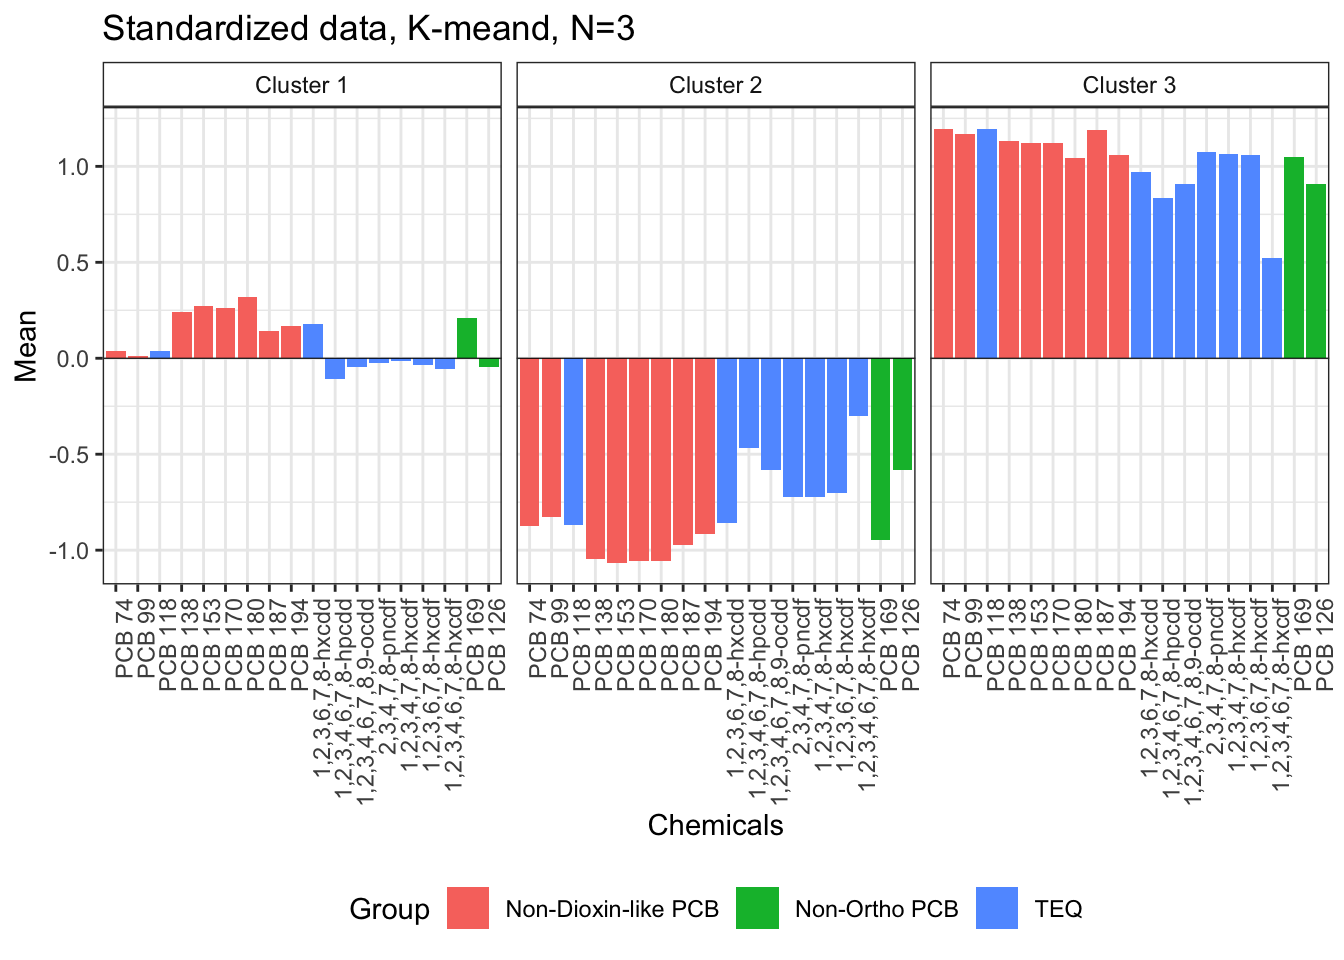 Standardized data, K-meand, N=3
Cluster 1
Cluster 2
Cluster 3
Mean
1.0
0.5
0.0
-0.5
-1.0
PCB 74
PCB 99
PCB 118
PCB 138
PCB 153
PCB 170
PCB 180
PCB 187
PCB 194
1,2,3,6,7,8-hxcdd
1,2,3,4,6,7,8-hpcdd
1,2,3,4,6,7,8,9-ocdd
2,3,4,7,8-pncdf
1,2,3,4,7,8-hxcdf
1,2,3,6,7,8-hxcdf
1,2,3,4,6,7,8-hxcdf
PCB 169
PCB 126
PCB 74
PCB 99
PCB 118
PCB 138
PCB 153
PCB 170
PCB 180
PCB 187
PCB 194
1,2,3,6,7,8-hxcdd
1,2,3,4,6,7,8-hpcdd
1,2,3,4,6,7,8,9-ocdd
2,3,4,7,8-pncdf
1,2,3,4,7,8-hxcdf
1,2,3,6,7,8-hxcdf
1,2,3,4,6,7,8-hxcdf
PCB 169
PCB 126
PCB 74
PCB 99
PCB 118
PCB 138
PCB 153
PCB 170
PCB 180
PCB 187
PCB 194
1,2,3,6,7,8-hxcdd
1,2,3,4,6,7,8-hpcdd
1,2,3,4,6,7,8,9-ocdd
2,3,4,7,8-pncdf
1,2,3,4,7,8-hxcdf
1,2,3,6,7,8-hxcdf
1,2,3,4,6,7,8-hxcdf
PCB 169
PCB 126
Chemicals
Group
Non-Dioxin-like PCB
Non-Ortho PCB
TEQ